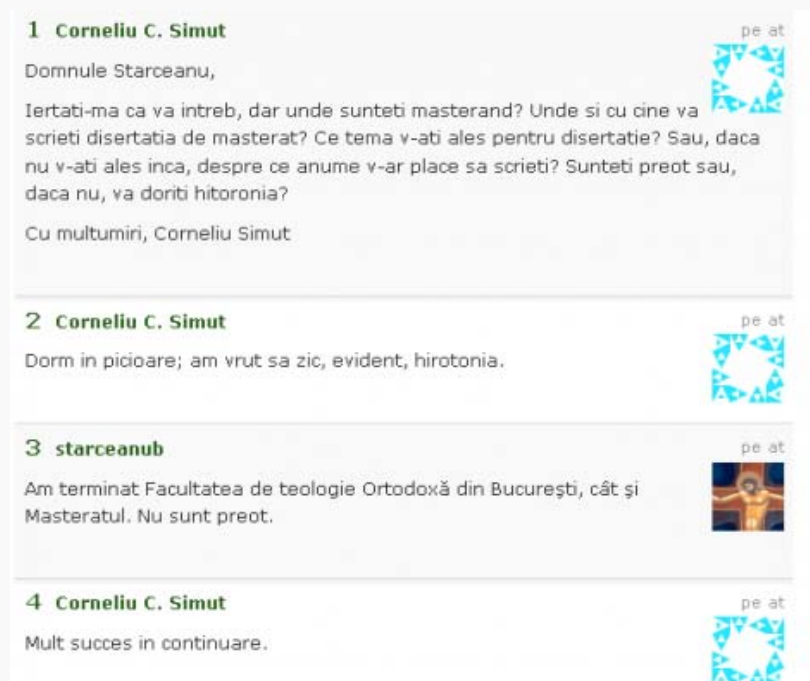 1 Corneliu C. Simut
pe at
Domnule Starceanu,
Iertati-ma ca va intreb, dar unde sunteti masterand? Unde si cu cine va
scrieti disertatia de masterat? Ce tema v-ati ales pentru disertatie? Sau, daca
nu v-ati ales inca, despre ce anume v-ar place sa scrieti? Sunteti preot sau,
daca nu, va doriti hitoronia?
Cu multumiri, Corneliu Simut
2 Corneliu C. Simut
pe at
Dorm in picioare; am vrut sa zic, evident, hirotonia.
3 starceanub
pe at
Am terminat Facultatea de teologie Ortodoxă din Bucureşti, cât şi
Masteratul. Nu sunt preot.
4 Corneliu C. Simut
pe at
Mult succes in continuare.